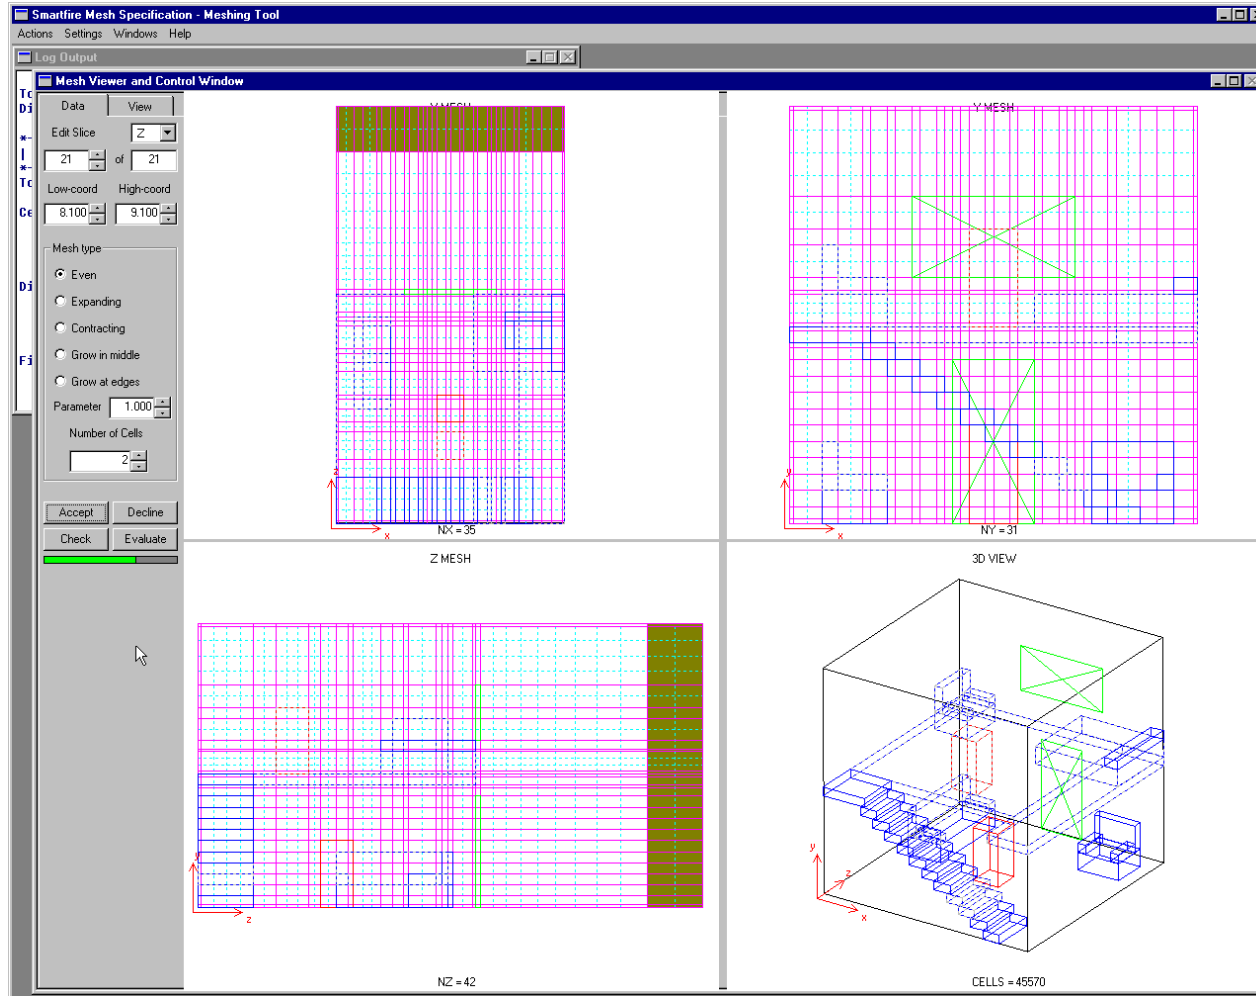 Smartfire Mesh Specification - Meshing Tool
Actions Settings Windows Help
Log Output
Mesh Viewer and Control Window
Data View
Edit Slice Z
21 of 21
Low-coord High-coord
8.100 9.100
Mesh type
Even
Expanding
Contracting
Grow in middle
Grow at edges
Parameter 1.000
Number of Cells
2
Accept Decline
Check Evaluate
Y MESH
x
NX = 35
Y MESH
y
x
NY = 31
Z MESH
y
z
NZ = 42
3D VIEW
y
z
x
CELLS = 45570